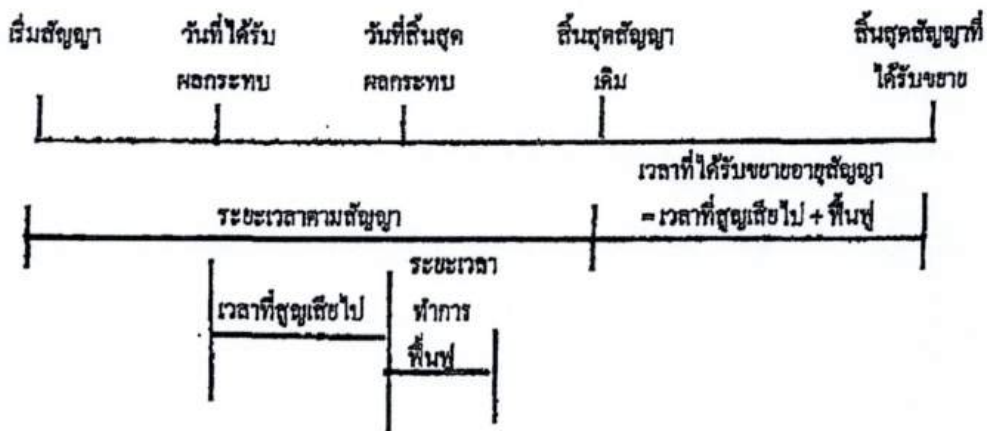 เริ่มสัญญา วันที่ได้รับ วันที่สิ้นสุด สิ้นสุดสัญญา สิ้นสุดสัญญาที่
ผลกระทบ ผลกระทบ เดิม ได้รับขยาย
เวลาที่ได้รับขยายอายุสัญญา
ระยะเวลาตามสัญญา =เวลาที่สูญเสียไป + ฟื้นฟู
ระยะเวลา
เวลาที่สูญเสียไป ทำการ
ฟื้นฟู